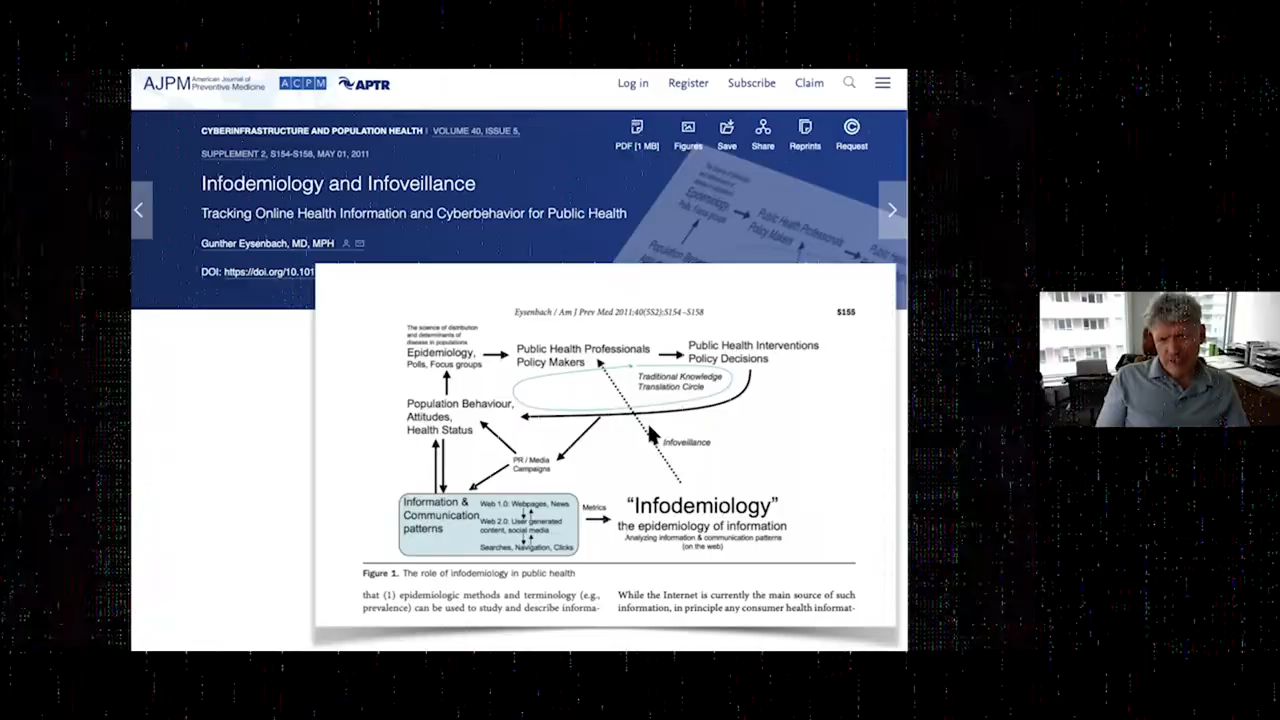 AJPM American Journal of
Preventive Medicine
ACPM
APTR
Log in Register Subscribe Claim
CYBERINFRASTRUCTURE AND POPULATION HEALTH | VOLUME 40, ISSUE 5,
SUPPLEMENT 2, S154-S158, MAY 01, 2011
PDF [1 MB] Figures Save Share Reprints Request
Infodemiology and Infoveillance
Tracking Online Health Information and Cyberbehavior for Public Health
Gunther Eysenbach, MD, MPH
DOI: https://doi.org/10.101
Eysenbach / Am J Prev Med 2011;40(5S2):S154–S158 S155
The science of distribution
and determinants of
disease in populations.
Epidemiology,
Polls, Focus groups
Public Health Professionals
Policy Makers
Public Health Interventions
Policy Decisions
Traditional Knowledge
Translation Circle
Population Behaviour,
Attitudes,
Health Status
Infoveillance
PR / Media
Campaigns
Information &
Communication
patterns
Web 1.0: Webpages, News
Web 2.0: User generated
content, social media
Searches, Navigation, Clicks
Metrics
“Infodemiology”
the epidemiology of information
Analyzing information & communication patterns
(on the web)
Figure 1. The role of infodemiology in public health
that (1) epidemiologic methods and terminology (e.g.,
prevalence) can be used to study and describe informa-
While the Internet is currently the main source of such
information, in principle any consumer health informat-